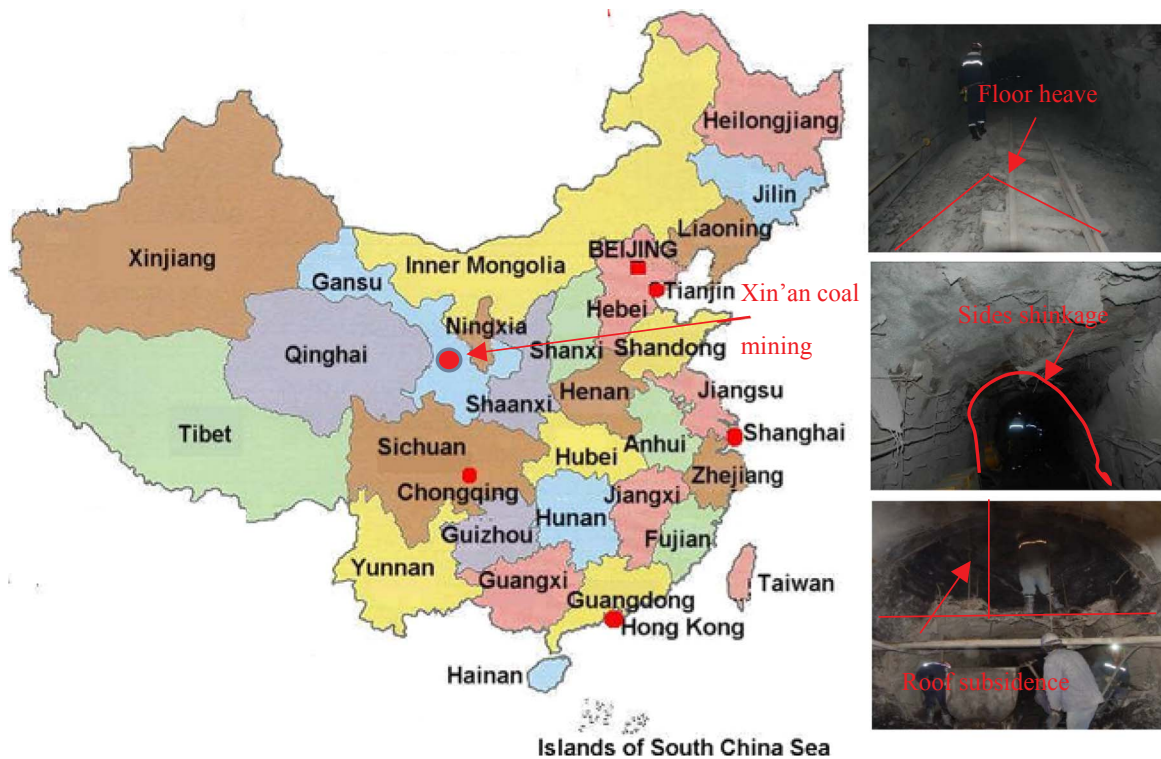 Heilongjiang
Jilin
Liaoning
Xinjiang
Gansu
Inner Mongolia
BEIJING
Tianjin
Hebei
Xin’an coal
mining
Ningxia
Qinghai
Shanxi
Shandong
Henan
Jiangsu
Shaanxi
Tibet
Sichuan
Anhui
Shanghai
Hubei
Zhejiang
Chongqing
Jiangxi
Hunan
Guizhou
Fujian
Yunnan
Guangxi
Taiwan
Guangdong
Hong Kong
Hainan
Islands of South China Sea
Floor heave
Sides shinkage
Roof subsidence